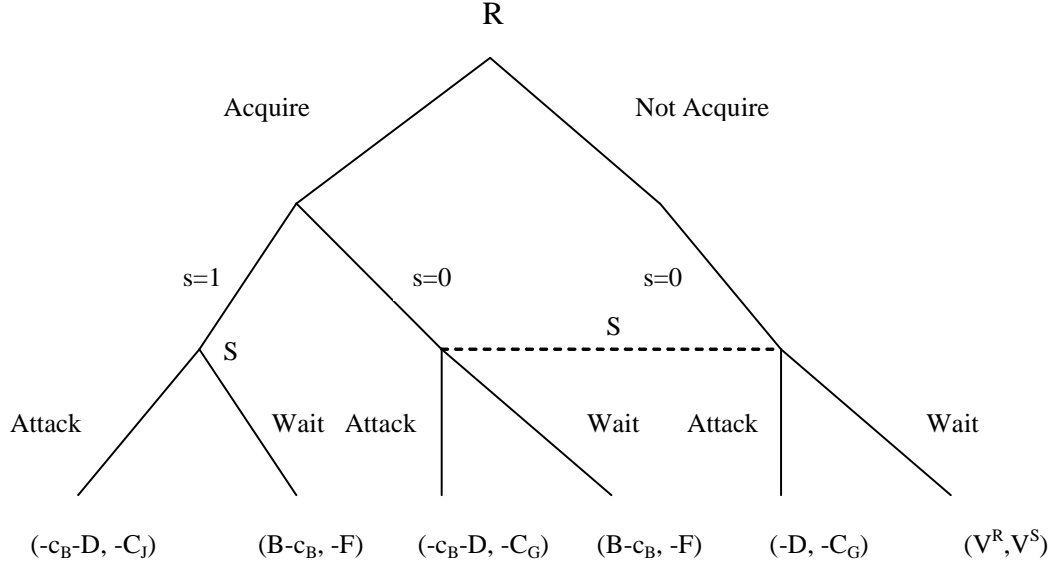 R
Acquire Not Acquire
s=1 s=0 s=0
S
S
Attack Wait Attack Wait Attack Wait
(-c_B-D, -C_J) (B-c_B, -F) (-c_B-D, -C_G) (B-c_B, -F) (-D, -C_G) (V^R,V^S)